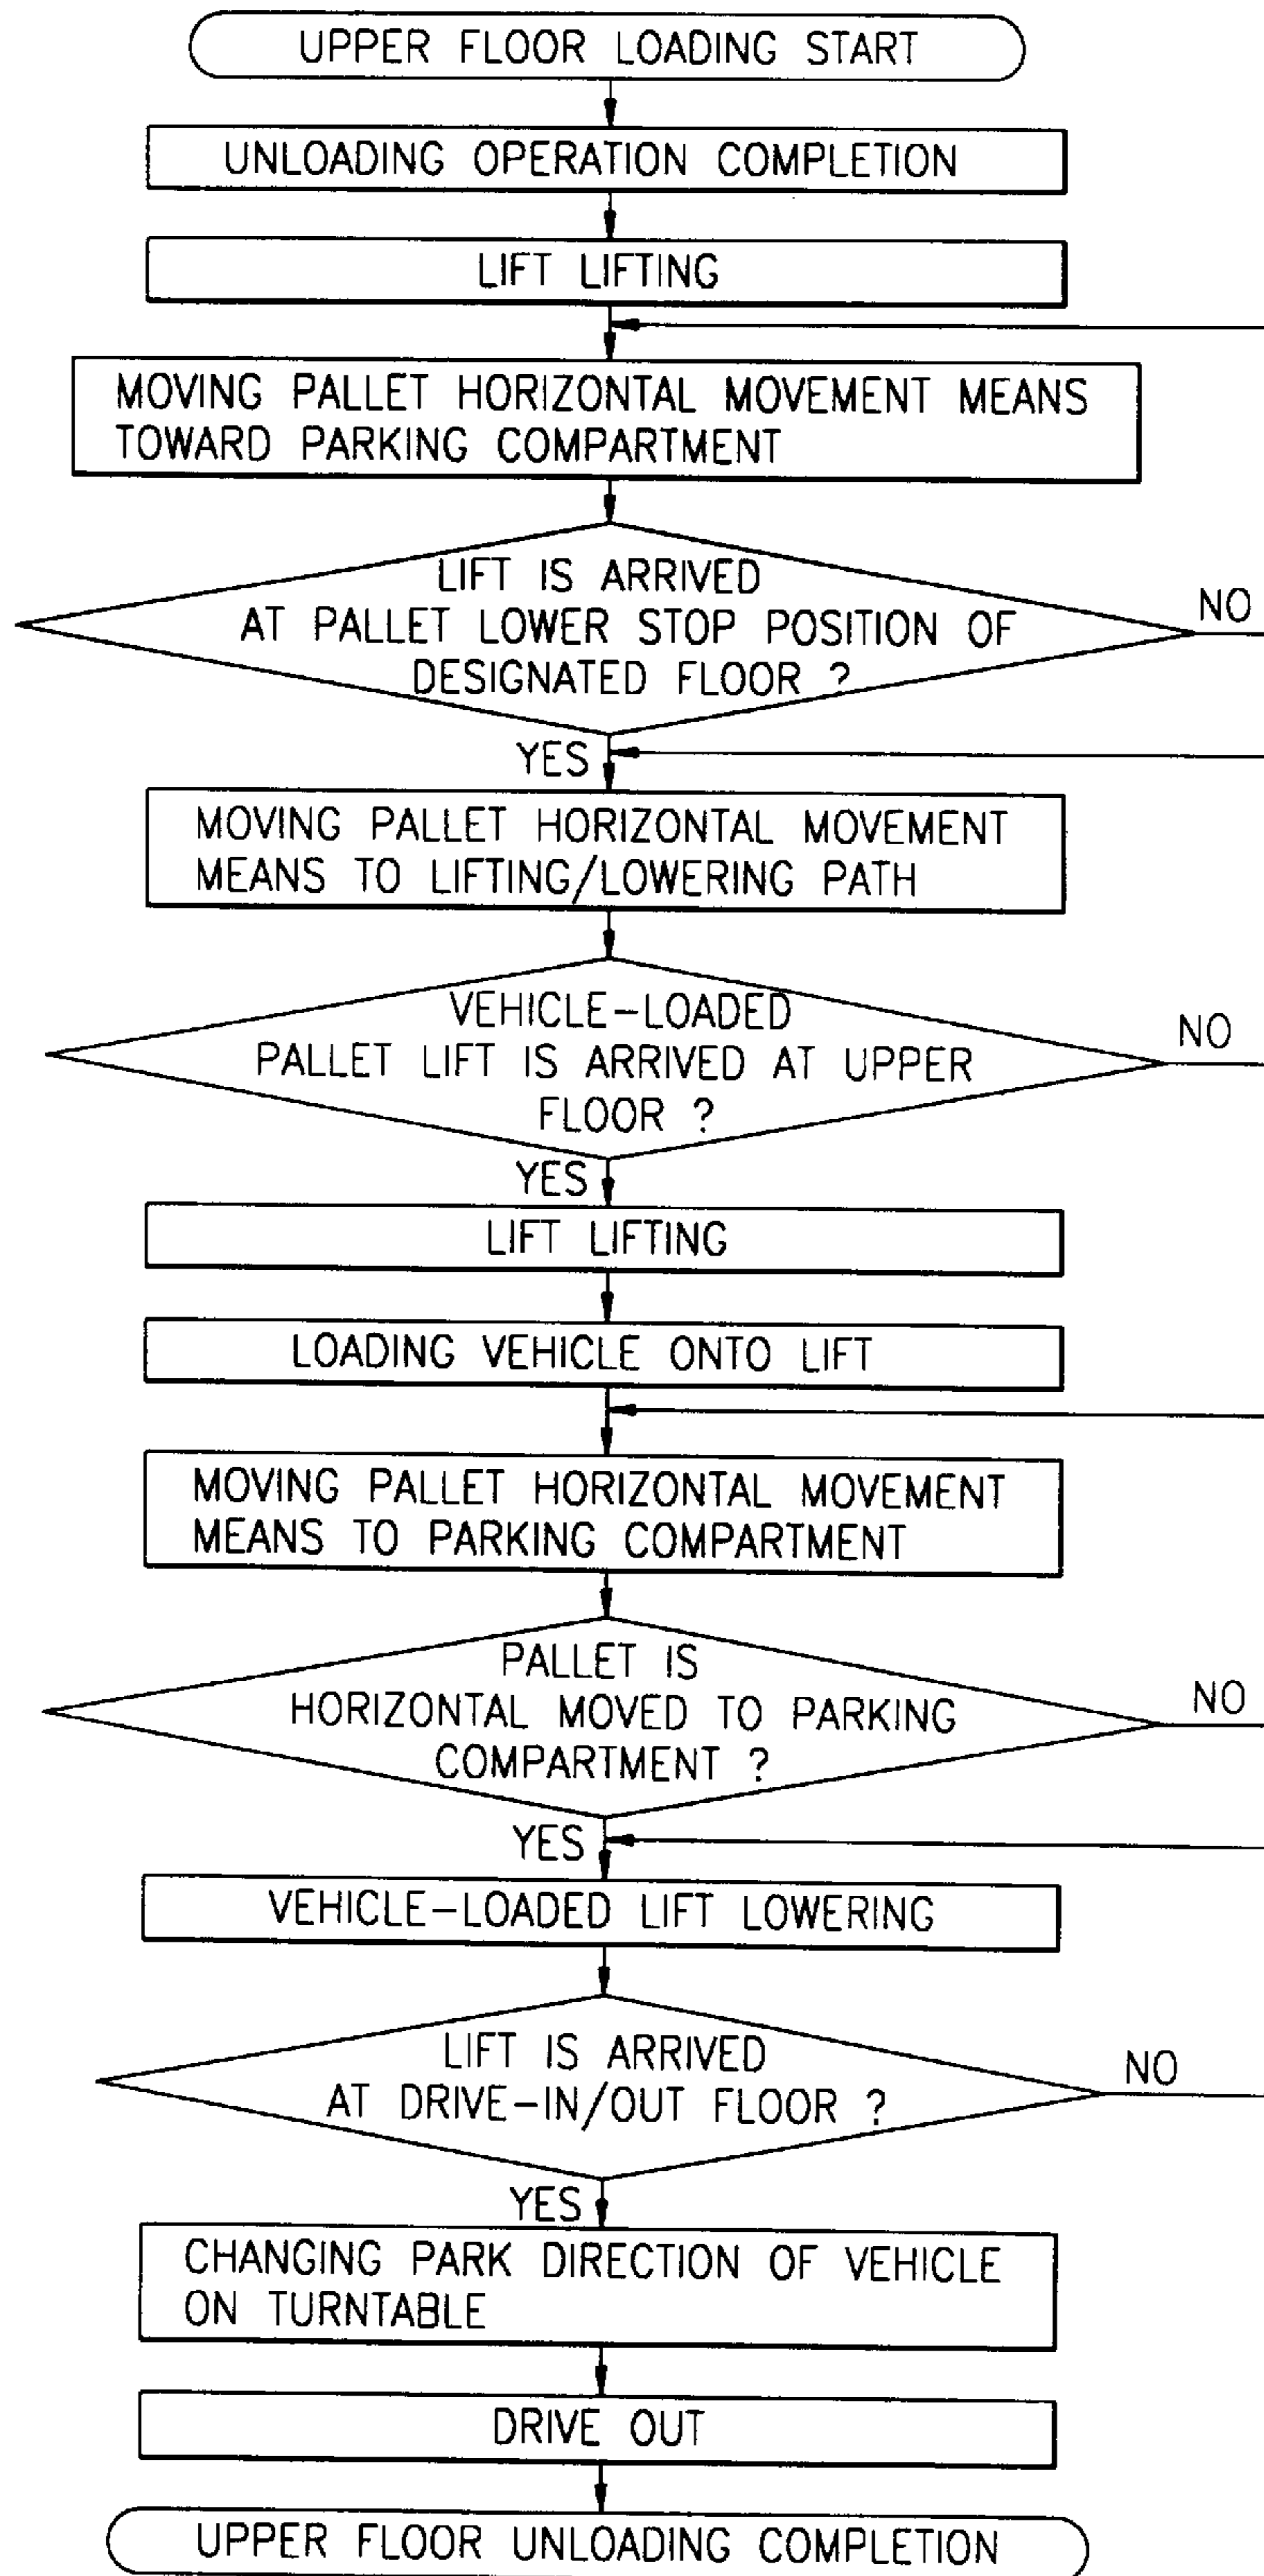 UPPER FLOOR LOADING START
UNLOADING OPERATION COMPLETION
LIFT LIFTING
MOVING PALLET HORIZONTAL MOVEMENT MEANS
TOWARD PARKING COMPARTMENT
LIFT IS ARRIVED
AT PALLET LOWER STOP POSITION OF
DESIGNATED FLOOR ?
NO
YES
MOVING PALLET HORIZONTAL MOVEMENT
MEANS TO LIFTING/LOWERING PATH
VEHICLE-LOADED
PALLET LIFT IS ARRIVED AT UPPER
FLOOR ?
NO
YES
LIFT LIFTING
LOADING VEHICLE ONTO LIFT
MOVING PALLET HORIZONTAL MOVEMENT
MEANS TO PARKING COMPARTMENT
PALLET IS
HORIZONTAL MOVED TO PARKING
COMPARTMENT ?
NO
YES
VEHICLE-LOADED LIFT LOWERING
LIFT IS ARRIVED
AT DRIVE-IN/OUT FLOOR ?
NO
YES
CHANGING PARK DIRECTION OF VEHICLE
ON TURNTABLE
DRIVE OUT
UPPER FLOOR UNLOADING COMPLETION